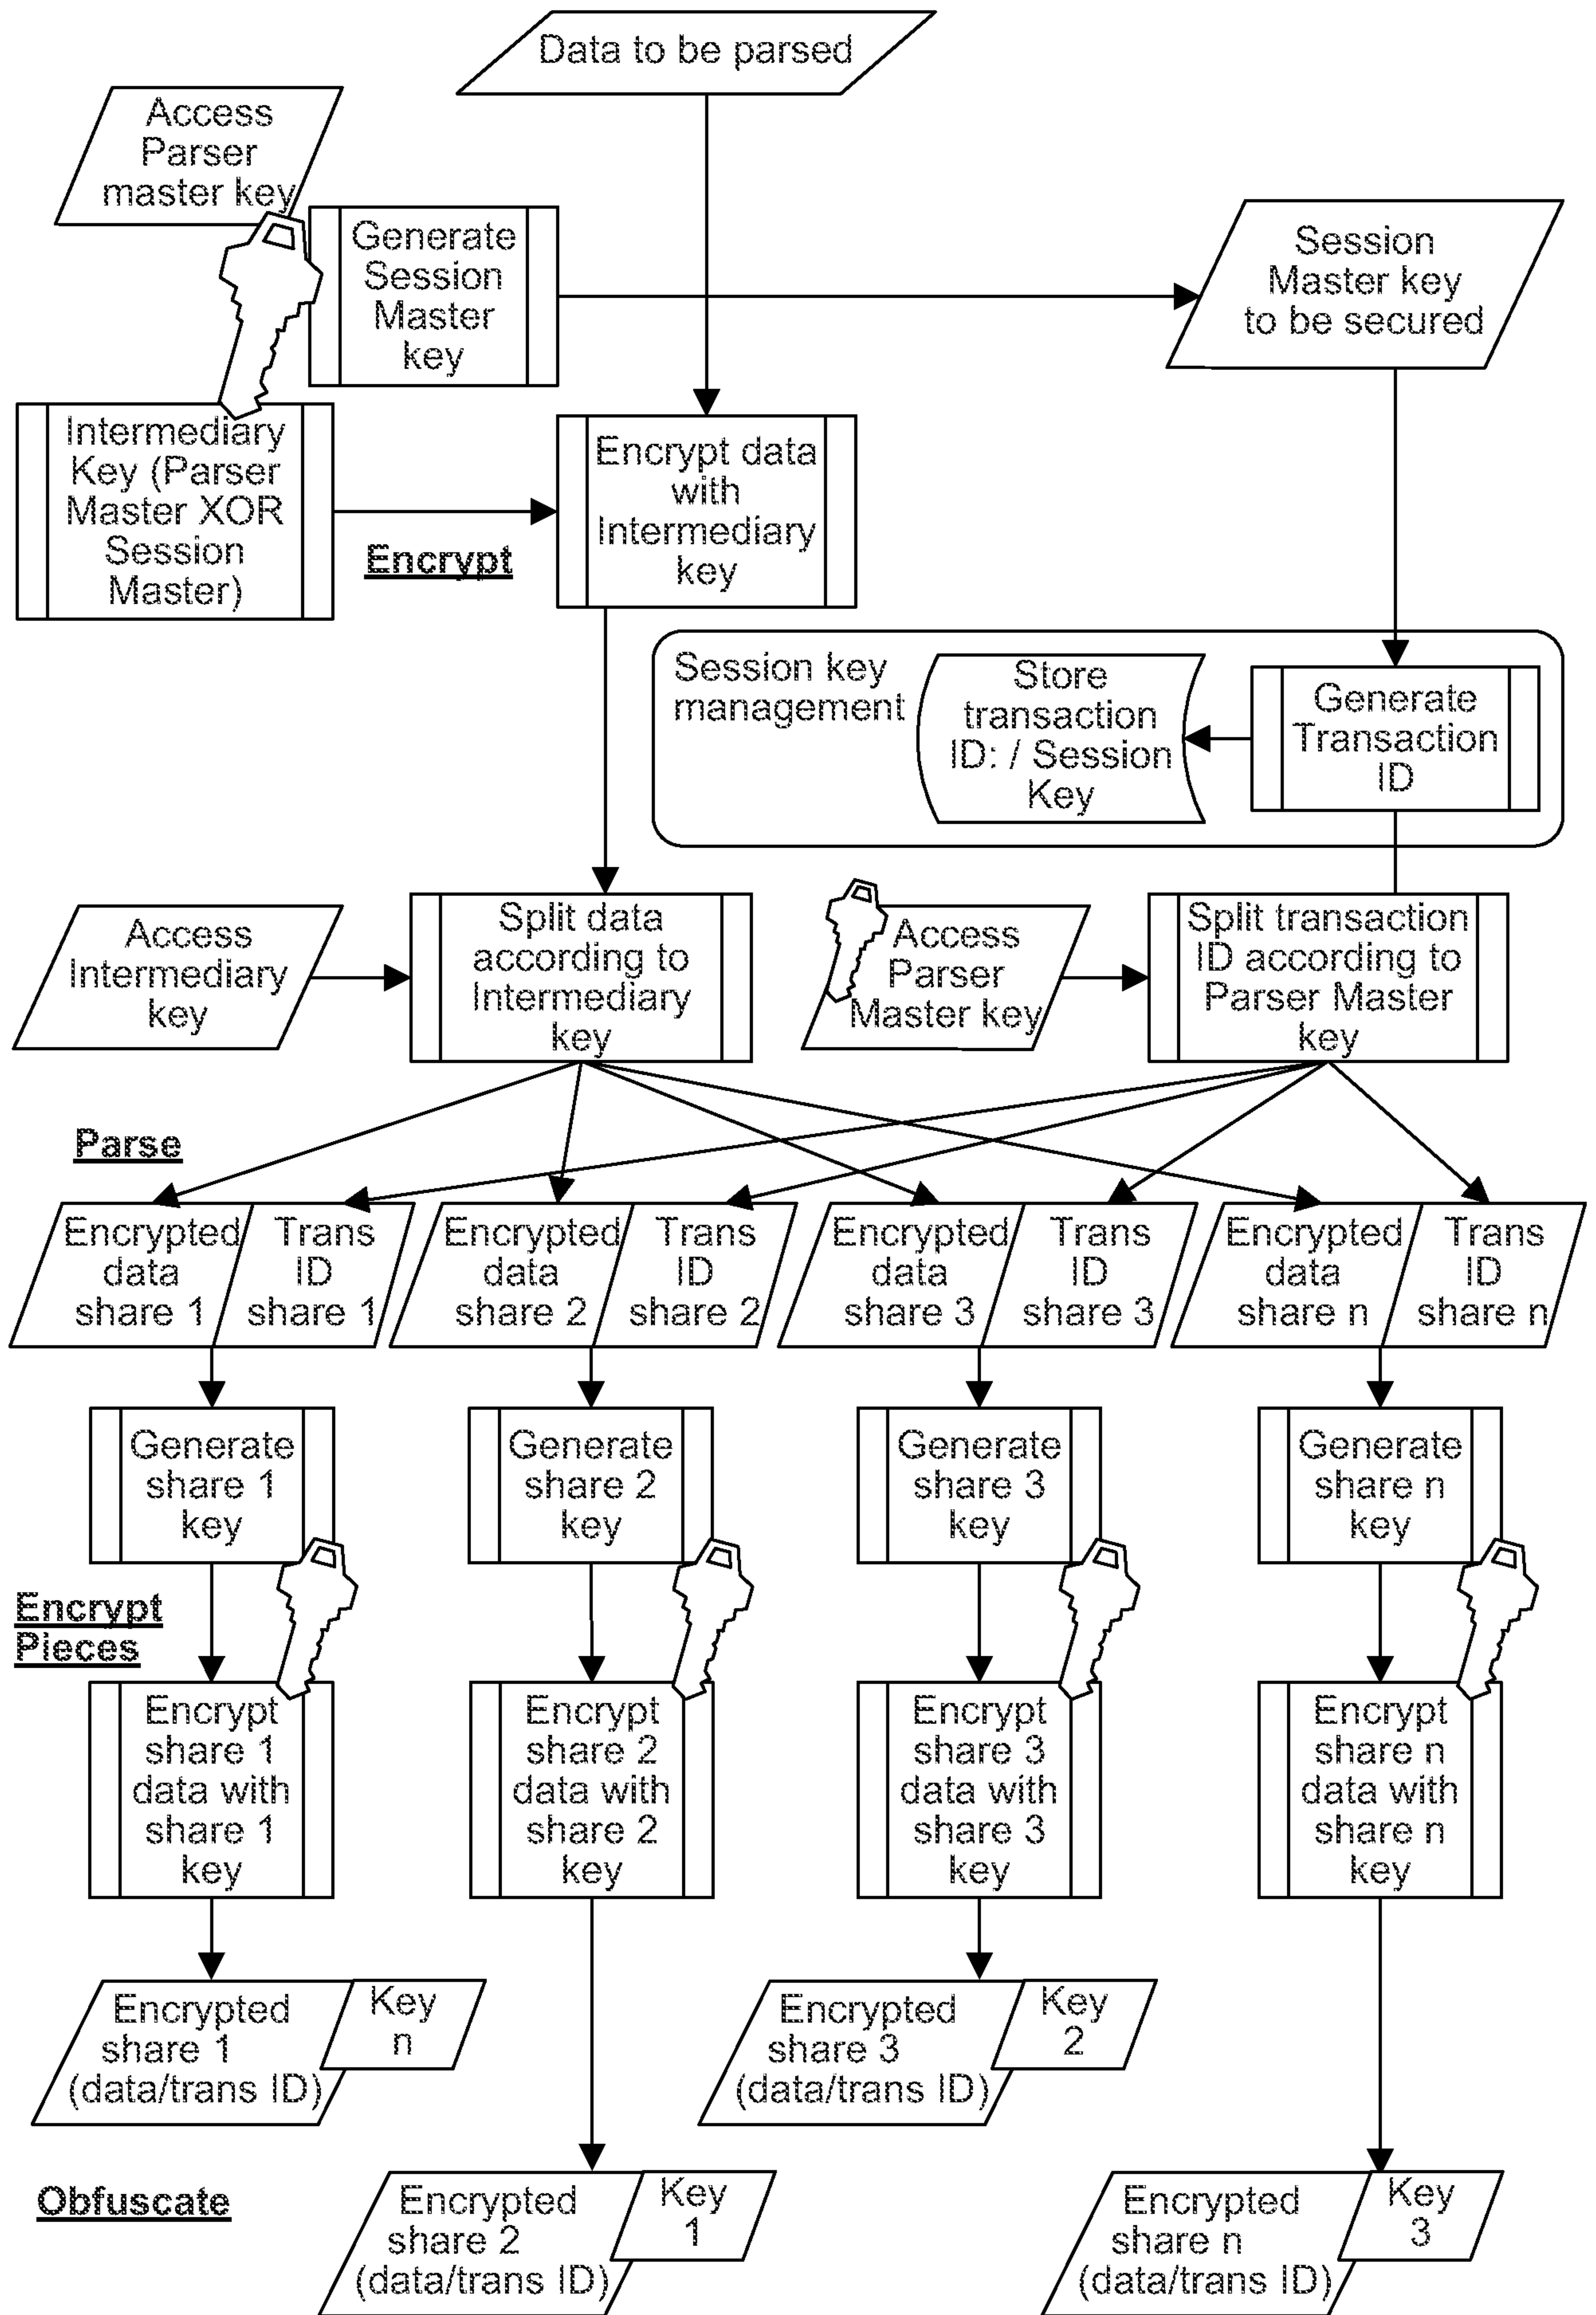 Data to be parsed
Access
Parser
master key
Generate
Session
Master
key
Session
Master key
to be secured
Intermediary
Key (Parser
Master XOR
Session
Master)
Encrypt
Encrypt data
with
Intermediary
key
Session key
management
Store
transaction
ID: / Session
Key
Generate
Transaction
ID
Access
Intermediary
key
Split data
according to
Intermediary
key
Access
Parser
Master key
Split transaction
ID according to
Parser Master
key
Parse
Encrypted
data
share 1
Trans
ID
share 1
Encrypted
data
share 2
Trans
ID
share 2
Encrypted
data
share 3
Trans
ID
share 3
Encrypted
data
share n
Trans
ID
share n
Generate
share 1
key
Generate
share 2
key
Generate
share 3
key
Generate
share n
key
Encrypt
Pieces
Encrypt
share 1
data with
share 1
key
Encrypt
share 2
data with
share 2
key
Encrypt
share 3
data with
share 3
key
Encrypt
share n
data with
share n
key
Encrypted
share 1
(data/trans ID)
Key
n
Encrypted
share 3
(data/trans ID)
Key
2
Obfuscate
Encrypted
share 2
(data/trans ID)
Key
1
Encrypted
share n
(data/trans ID)
Key
3